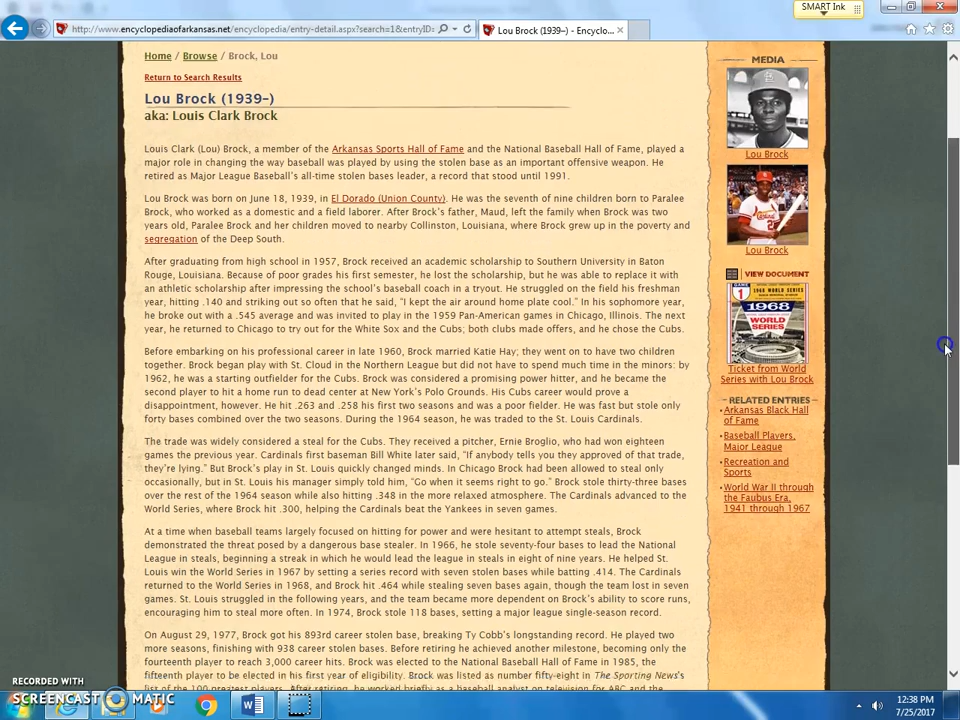 SMART Ink
http://www.encyclopediaofarkansas.net/encyclopedia/entry-detail.aspx?search=1&entryID=
Lou Brock (1939–) - Encyclo...
Home / Browse / Brock, Lou
Return to Search Results
Lou Brock (1939–)
aka: Louis Clark Brock
Louis Clark (Lou) Brock, a member of the Arkansas Sports Hall of Fame and the National Baseball Hall of Fame, played a
major role in changing the way baseball was played by using the stolen base as an important offensive weapon. He
retired as Major League Baseball's all-time stolen bases leader, a record that stood until 1991.
Lou Brock was born on June 18, 1939, in El Dorado (Union County). He was the seventh of nine children born to Paralee
Brock, who worked as a domestic and a field laborer. After Brock's father, Maud, left the family when Brock was two
years old, Paralee Brock and her children moved to nearby Collinston, Louisiana, where Brock grew up in the poverty and
segregation of the Deep South.
After graduating from high school in 1957, Brock received an academic scholarship to Southern University in Baton
Rouge, Louisiana. Because of poor grades his first semester, he lost the scholarship, but he was able to replace it with
an athletic scholarship after impressing the school's baseball coach in a tryout. He struggled on the field his freshman
year, hitting .140 and striking out so often that he said, "I kept the air around home plate cool." In his sophomore year,
he broke out with a .545 average and was invited to play in the 1959 Pan-American games in Chicago, Illinois. The next
year, he returned to Chicago to try out for the White Sox and the Cubs; both clubs made offers, and he chose the Cubs.
Before embarking on his professional career in late 1960, Brock married Katie Hay; they went on to have two children
together. Brock began play with St. Cloud in the Northern League but did not have to spend much time in the minors: by
1962, he was a starting outfielder for the Cubs. Brock was considered a promising power hitter, and he became the
second player to hit a home run to dead center at New York's Polo Grounds. His Cubs career would prove a
disappointment, however. He hit .263 and .258 his first two seasons and was a poor fielder. He was fast but stole only
forty bases combined over the two seasons. During the 1964 season, he was traded to the St. Louis Cardinals.
The trade was widely considered a steal for the Cubs. They received a pitcher, Ernie Broglio, who had won eighteen
games the previous year. Cardinals first baseman Bill White later said, "If anybody tells you they approved of that trade,
they're lying." But Brock's play in St. Louis quickly changed minds. In Chicago Brock had been allowed to steal only
occasionally, but in St. Louis his manager simply told him, "Go when it seems right to go." Brock stole thirty-three bases
over the rest of the 1964 season while also hitting .348 in the more relaxed atmosphere. The Cardinals advanced to the
World Series, where Brock hit .300, helping the Cardinals beat the Yankees in seven games.
At a time when baseball teams largely focused on hitting for power and were hesitant to attempt steals, Brock
demonstrated the threat posed by a dangerous base stealer. In 1966, he stole seventy-four bases to lead the National
League in steals, beginning a streak in which he would lead the league in steals in eight of nine years. He helped St.
Louis win the World Series in 1967 by setting a series record with seven stolen bases while batting .414. The Cardinals
returned to the World Series in 1968, and Brock hit .464 while stealing seven bases again, though the team lost in seven
games. St. Louis struggled in the following years, and the team became more dependent on Brock's ability to score runs,
encouraging him to steal more often. In 1974, Brock stole 118 bases, setting a major league single-season record.
On August 29, 1977, Brock got his 893rd career stolen base, breaking Ty Cobb's longstanding record. He played two
more seasons, finishing with 938 career stolen bases. Before retiring he achieved another milestone, becoming only the
fourteenth player to reach 3,000 career hits. Brock was elected to the National Baseball Hall of Fame in 1985, the
fifteenth player to be elected in his first year of eligibility. Brock was listed as number fifty-eight in The Sporting News's
list of the 100 greatest players. After retiring, he worked briefly as a baseball analyst on television for ABC and the
MEDIA
Lou Brock
Lou Brock
VIEW DOCUMENT
GAME
1
1968 WORLD SERIES
1968
WORLD
SERIES
Ticket from World
Series with Lou Brock
RELATED ENTRIES
Arkansas Black Hall
of Fame
Baseball Players,
Major League
Recreation and
Sports
World War II through
the Faubus Era,
1941 through 1967
RECORDED WITH
SCREENCAST MATIC
12:38 PM
7/25/2017